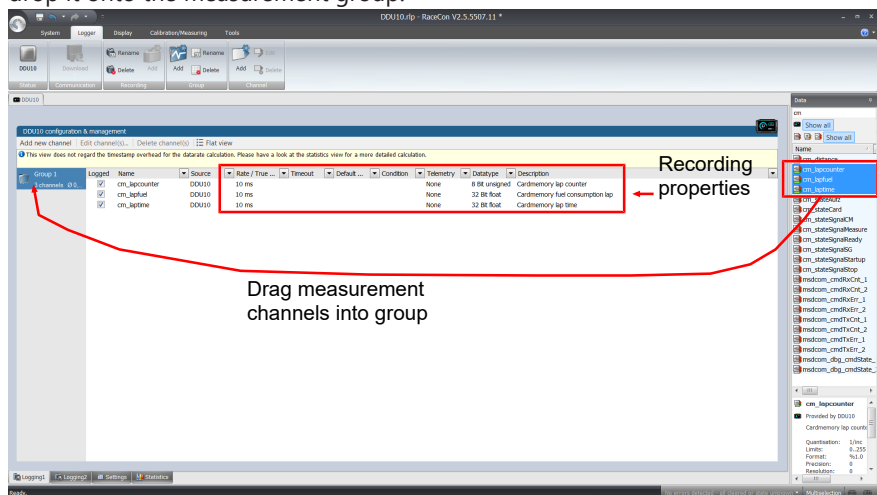 drop it onto the measurement group.
DDU10.rlp - RaceCon V2.5.5507.11 *
System Logger Display Calibration/Measuring Tools
DDU10 Download Rename Delete Add Add Rename Delete Add Edit Delete
Status Communication Recording Group Channel
DDU10
DDU10 configuration & management
Add new channel Edit channel(s)... Delete channel(s) Flat view
This view does not regard the timestamp overhead for the datarate calculation. Please have a look at the statistics view for a more detailed calculation.
Group 1
3 channels Ø 0...
Logged Name Source Rate / True ... Timeout Default ... Condition Telemetry Datatype Description
cm_lapcounter DDU10 10 ms None 8 Bit unsigned Cardmemory lap counter
cm_lapfuel DDU10 10 ms None 32 Bit float Cardmemory fuel consumption lap
cm_laptime DDU10 10 ms None 32 Bit float Cardmemory lap time
Recording
properties
Drag measurement
channels into group
Data
cm
Show all
Show all
Name
cm_distance
cm_lapcounter
cm_lapfuel
cm_laptime
cm_stateAufz
cm_stateCard
cm_stateSignalCM
cm_stateSignalMeasure
cm_stateSignalReady
cm_stateSignalSG
cm_stateSignalStartup
cm_stateSignalStop
msdcom_cmdRxCnt_1
msdcom_cmdRxCnt_2
msdcom_cmdRxErr_1
msdcom_cmdRxErr_2
msdcom_cmdTxCnt_1
msdcom_cmdTxCnt_2
msdcom_cmdTxErr_1
msdcom_cmdTxErr_2
msdcom_dbg_cmdState_
msdcom_dbg_cmdState_
cm_lapcounter
Provided by DDU10
Cardmemory lap counte
Quantisation: 1/inc
Limits: 0..255
Format: %1.0
Precision: 0
Resolution: 0
Logging1 Logging2 Settings Statistics
Ready.
Multiselection